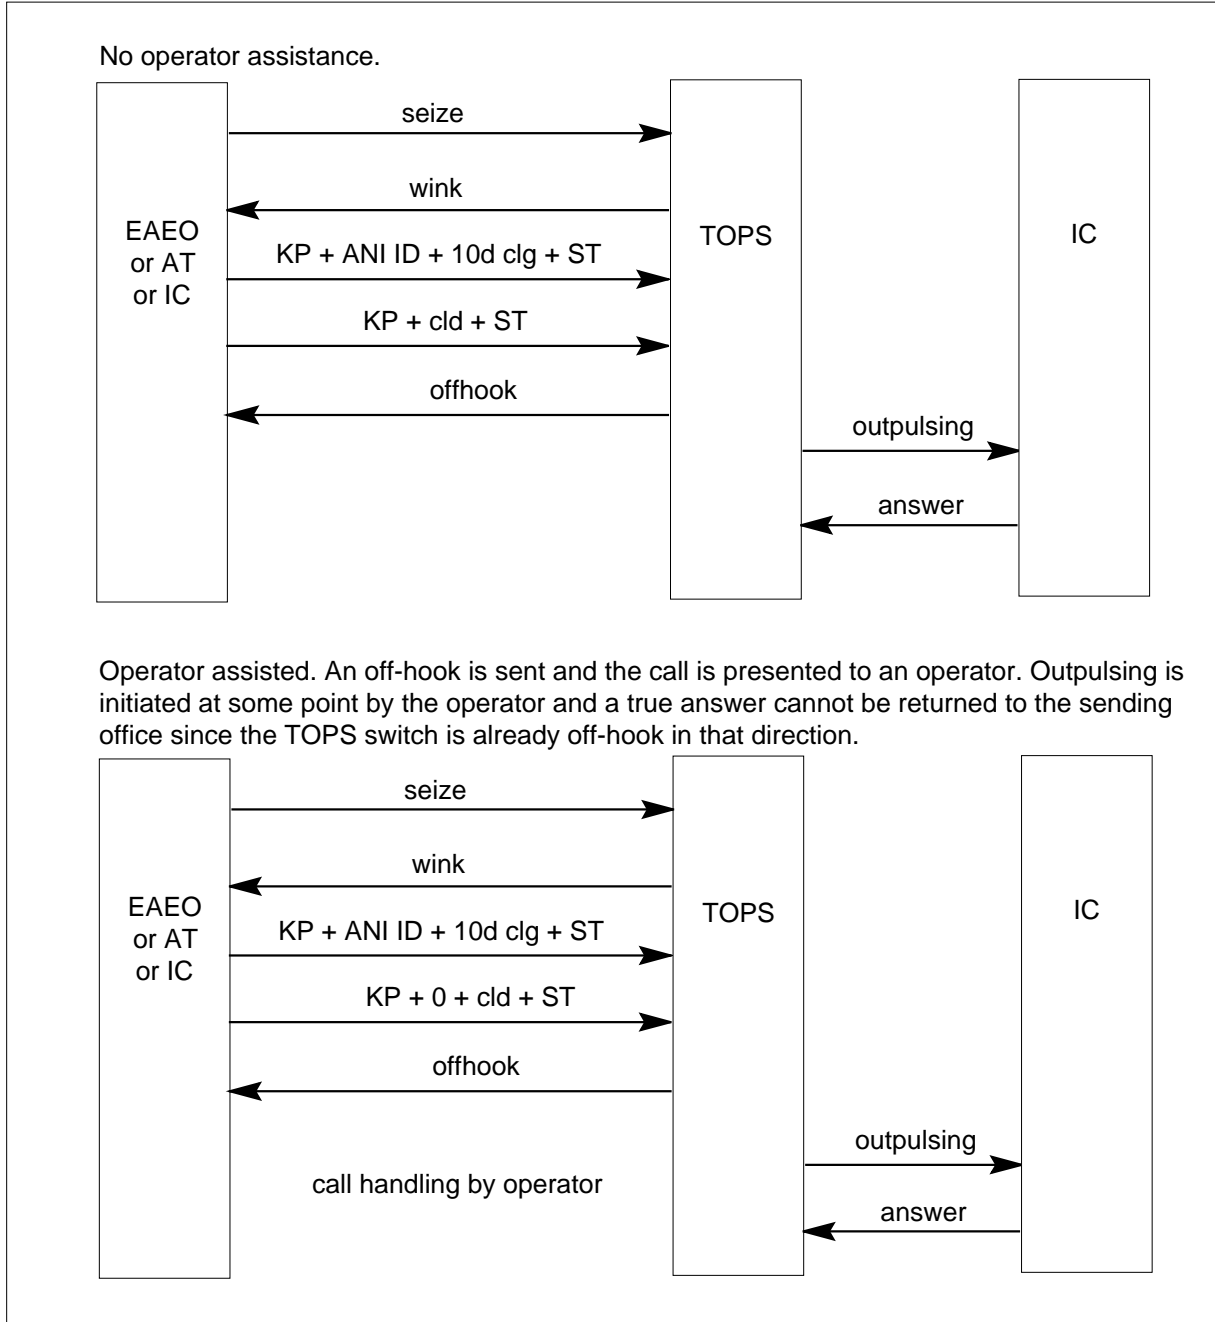 No operator assistance.
seize
wink
EAEO
or AT
or IC
TOPS
IC
KP + ANI ID + 10d clg + ST
KP + cld + ST
offhook
outpulsing
answer
Operator assisted. An off-hook is sent and the call is presented to an operator. Outpulsing is
initiated at some point by the operator and a true answer cannot be returned to the sending
office since the TOPS switch is already off-hook in that direction.
seize
wink
EAEO
or AT
or IC
TOPS
IC
KP + ANI ID + 10d clg + ST
KP + 0 + cld + ST
offhook
outpulsing
call handling by operator
answer